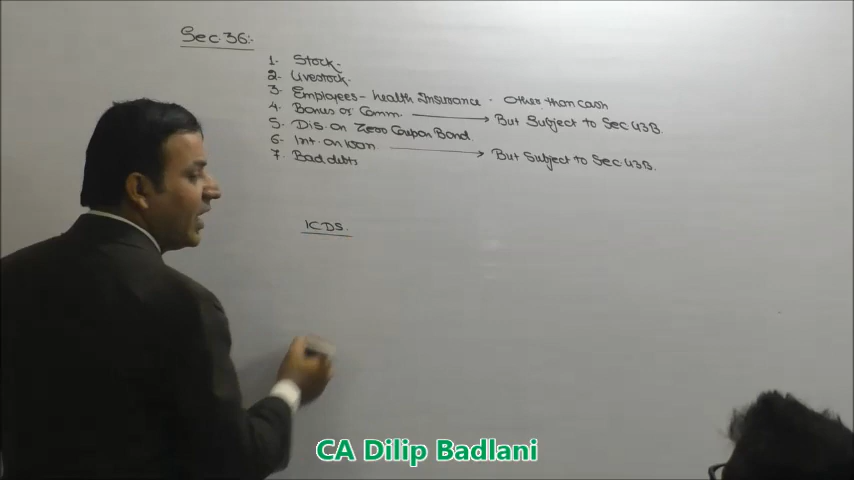 Sec.36:-
1- Stock-
2- Livestock-
3- Employees- health Insurance - Other than cash
4- Bonus or Comm. → But Subject to Sec 43B.
5- Dis. on Zero Coupon Bond.
6- Int. on loan → But Subject to Sec.43B.
7- Bad debts
ICDS.
CA Dilip Badlani